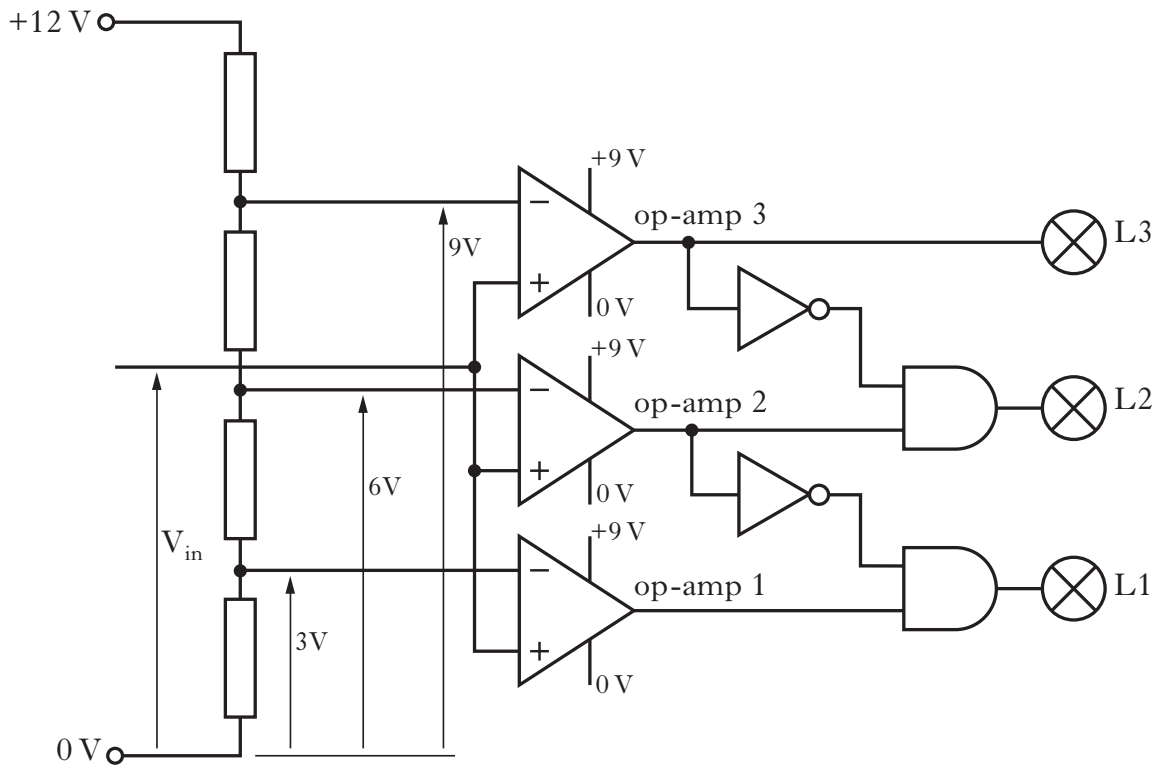 +12 V
+9 V
−
op-amp 3
L3
9V
+
0 V
+9 V
−
op-amp 2
L2
6V
+
0 V
V_in
+9 V
−
op-amp 1
L1
3V
+
0 V
0 V